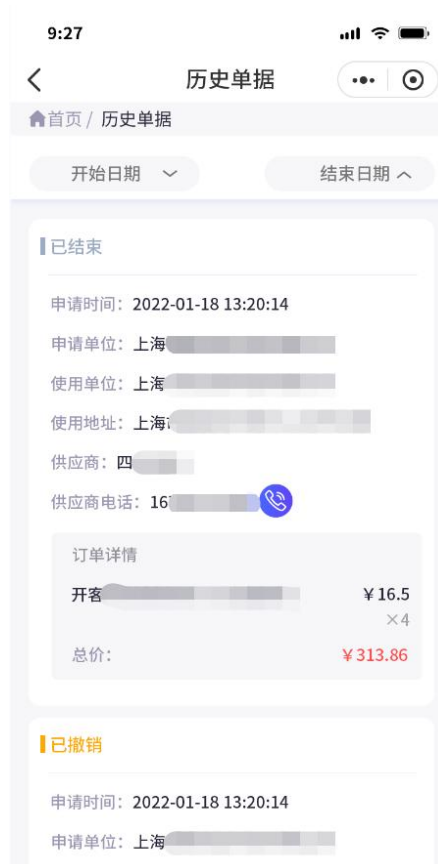 9:27
历史单据
首页/ 历史单据
开始日期
结束日期
已结束
申请时间：2022-01-18 13:20:14
申请单位：上海
使用单位：上海
使用地址：上海
供应商：四
供应商电话：16
订单详情
开客
￥16.5
×4
总价：
￥313.86
已撤销
申请时间：2022-01-18 13:20:14
申请单位：上海